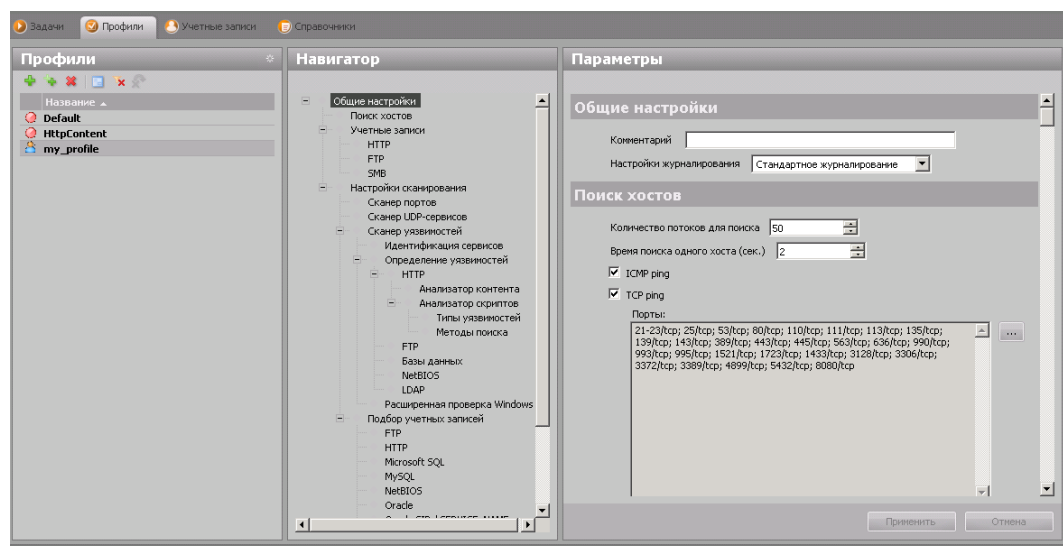 Задачи Профили Учетные записи Справочники
Профили
Название
Default
HttpContent
my_profile
Навигатор
Общие настройки
Поиск хостов
Учетные записи
HTTP
FTP
SMB
Настройки сканирования
Сканер портов
Сканер UDP-сервисов
Сканер уязвимостей
Идентификация сервисов
Определение уязвимостей
HTTP
Анализатор контента
Анализатор скриптов
Типы уязвимостей
Методы поиска
FTP
Базы данных
NetBIOS
LDAP
Расширенная проверка Windows
Подбор учетных записей
FTP
HTTP
Microsoft SQL
MySQL
NetBIOS
Oracle
Параметры
Общие настройки
Комментарий
Настройки журналирования Стандартное журналирование
Поиск хостов
Количество потоков для поиска 50
Время поиска одного хоста (сек.) 2
ICMP ping
TCP ping
Порты:
21-23/tcp; 25/tcp; 53/tcp; 80/tcp; 110/tcp; 111/tcp; 113/tcp; 135/tcp;
139/tcp; 143/tcp; 389/tcp; 443/tcp; 445/tcp; 563/tcp; 636/tcp; 990/tcp;
993/tcp; 995/tcp; 1521/tcp; 1723/tcp; 1433/tcp; 3128/tcp; 3306/tcp;
3372/tcp; 3389/tcp; 4899/tcp; 5432/tcp; 8080/tcp
...
Применить Отмена